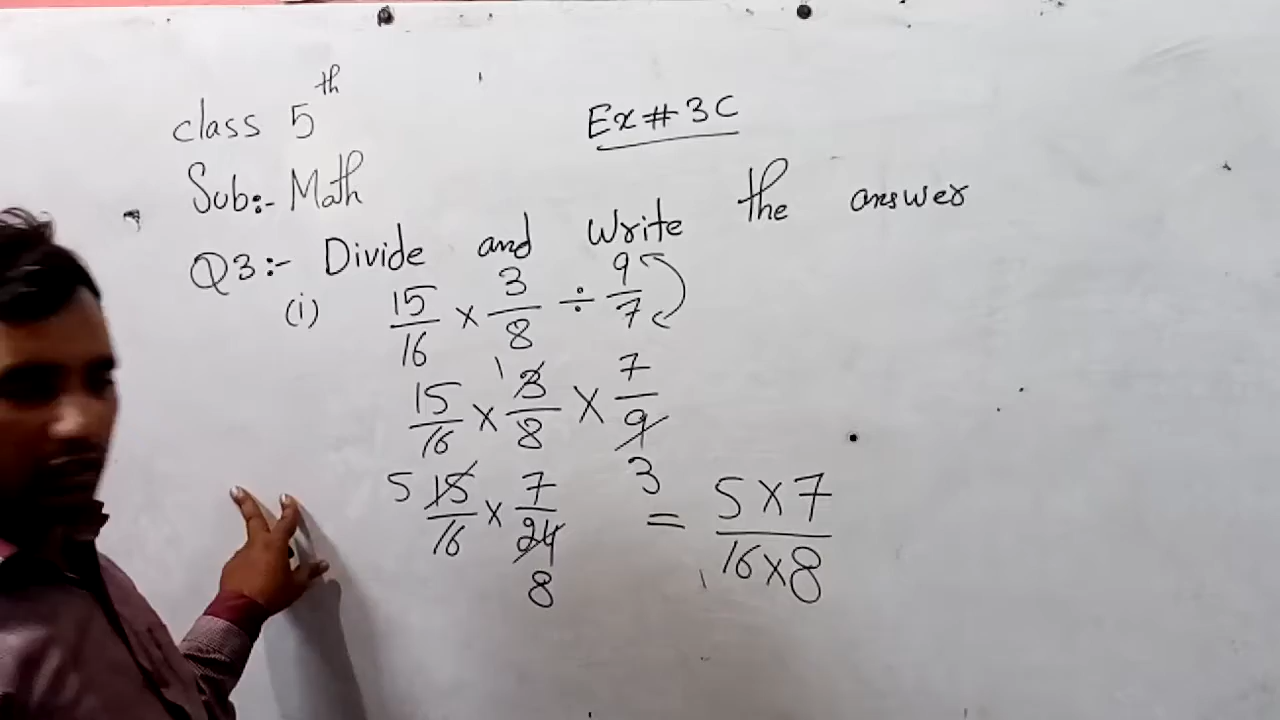 class 5th
Ex # 3C
Sub:- Math
Q3:- Divide and Write the answer
(i) 15/16 × 3/8 ÷ 9/7
15/16 × 3/8 × 7/9
1 3
5 15/16 × 7/24 8 = 5×7/16×8